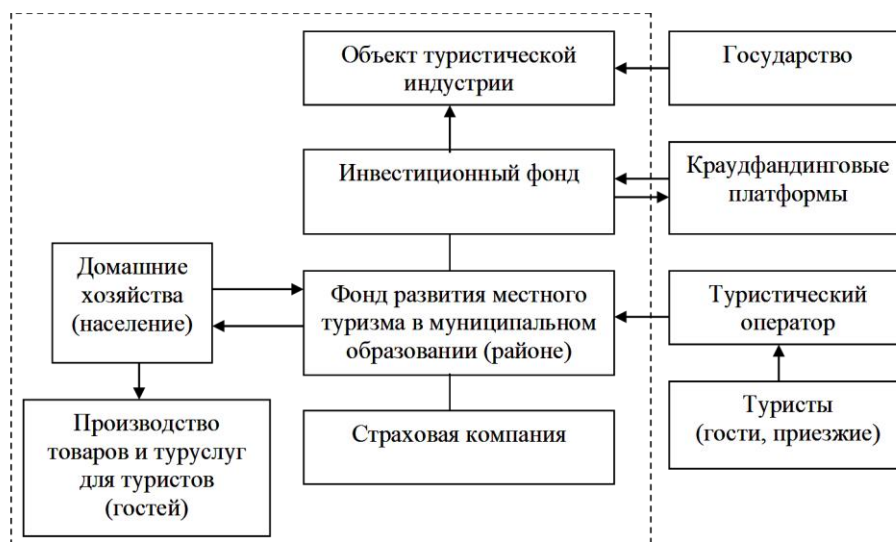 Объект туристической
индустрии
Государство
Инвестиционный фонд
Краудфандинговые
платформы
Домашние
хозяйства
(население)
Фонд развития местного
туризма в муниципальном
образовании (районе)
Туристический
оператор
Производство
товаров и туруслуг
для туристов
(гостей)
Страховая компания
Туристы
(гости, приезжие)